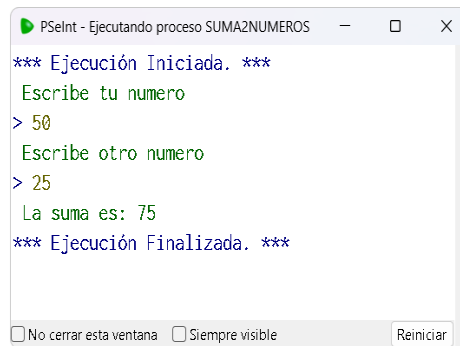 PSeInt - Ejecutando proceso SUMA2NUMEROS
*** Ejecución Iniciada. ***
Escribe tu numero
> 50
Escribe otro numero
> 25
La suma es: 75
*** Ejecución Finalizada. ***
No cerrar esta ventana Siempre visible Reiniciar